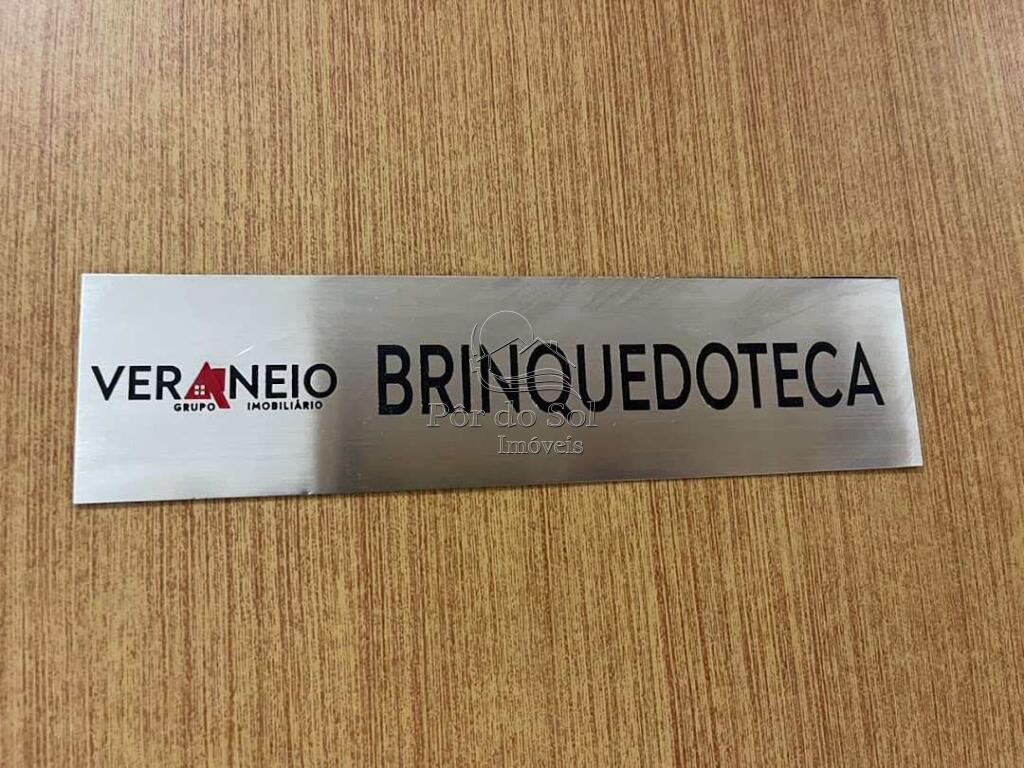 VERANEIO
GRUPO IMOBILIÁRIO
BRINQUEDOTECA
Pôr do Sol
Imóveis